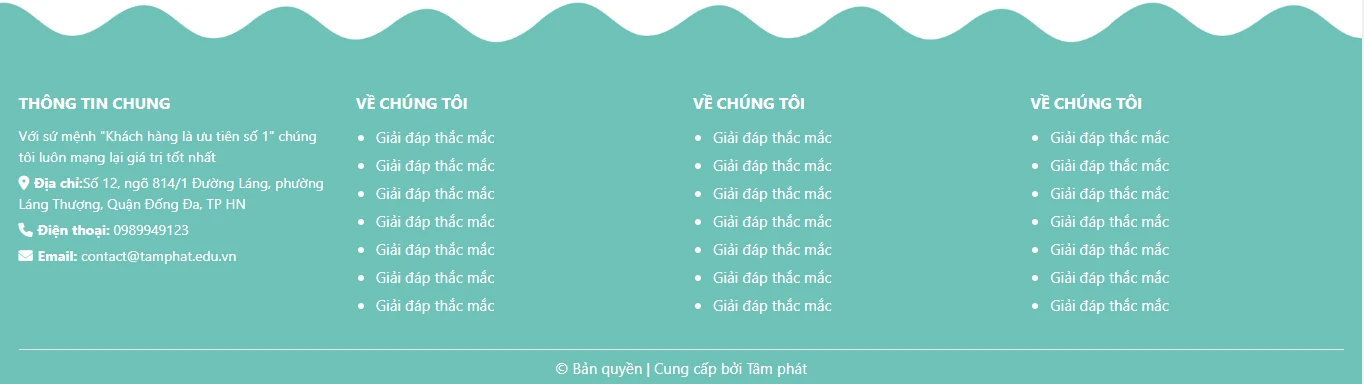 THÔNG TIN CHUNG
Với sứ mệnh "Khách hàng là ưu tiên số 1" chúng
tôi luôn mạng lại giá trị tốt nhất
Địa chỉ:Số 12, ngõ 814/1 Đường Láng, phường
Láng Thượng, Quận Đống Đa, TP HN
Điện thoại: 0989949123
Email: contact@tamphat.edu.vn
VỀ CHÚNG TÔI
Giải đáp thắc mắc
Giải đáp thắc mắc
Giải đáp thắc mắc
Giải đáp thắc mắc
Giải đáp thắc mắc
Giải đáp thắc mắc
Giải đáp thắc mắc
VỀ CHÚNG TÔI
Giải đáp thắc mắc
Giải đáp thắc mắc
Giải đáp thắc mắc
Giải đáp thắc mắc
Giải đáp thắc mắc
Giải đáp thắc mắc
Giải đáp thắc mắc
VỀ CHÚNG TÔI
Giải đáp thắc mắc
Giải đáp thắc mắc
Giải đáp thắc mắc
Giải đáp thắc mắc
Giải đáp thắc mắc
Giải đáp thắc mắc
Giải đáp thắc mắc
© Bản quyền | Cung cấp bởi Tâm phát